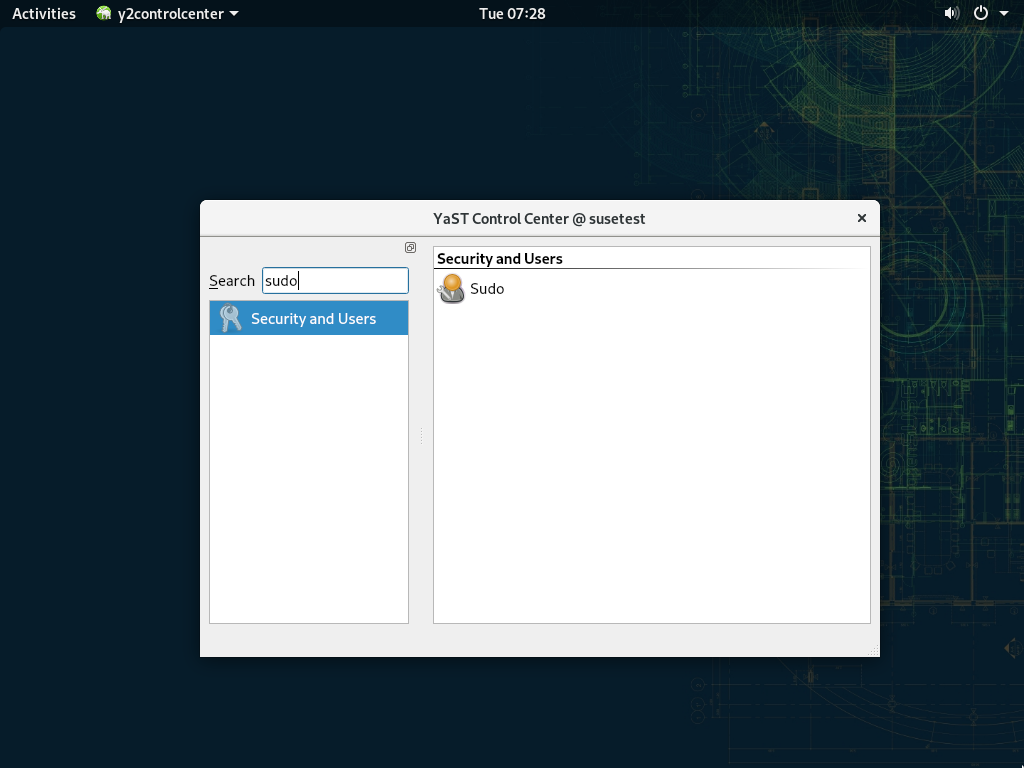 Activities y2controlcenter Tue 07:28
YaST Control Center @ susetest
Search sudo
Security and Users
Security and Users
Sudo